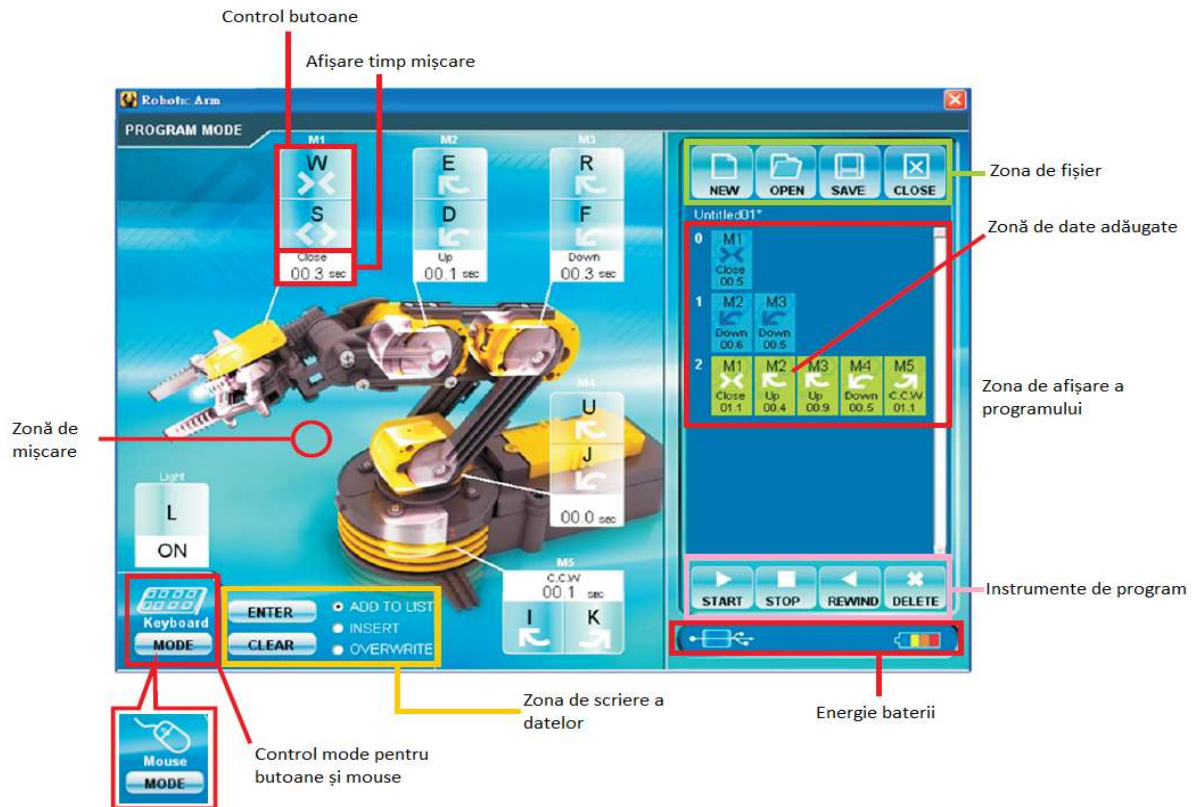 Control butoane
Afișare timp mișcare
Robotic Arm
PROGRAM MODE
M1
W
S
Close
00.3 sec
M2
E
D
Up
00.1 sec
M3
R
F
Down
00.3 sec
NEW
OPEN
SAVE
CLOSE
Zona de fișier
Untitled01*
Zonă de date adăugate
0
M1
Close
00.5
1
M2 M3
Down Down
00.6 00.5
2
M1 M2 M3 M4 M5
Close Up Up Down C.C.W
01.1 00.4 00.9 00.5 01.1
Zona de afișare a
programului
M4
U
J
00.0 sec
Zonă de
mișcare
Light
L
ON
M5
C.C.W
00.1 sec
I K
START STOP REWIND DELETE
Instrumente de program
Keyboard
MODE
ENTER
CLEAR
ADD TO LIST
INSERT
OVERWRITE
Zona de scriere a
datelor
Energie baterii
Mouse
MODE
Control mode pentru
butoane și mouse